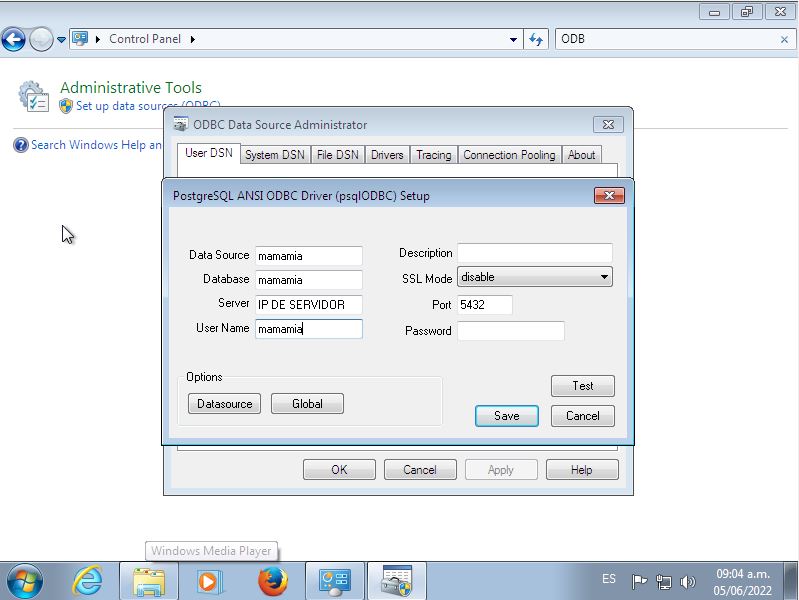 Control Panel
ODB
Administrative Tools
Set up data sources (ODBC)
Search Windows Help an
ODBC Data Source Administrator
User DSN System DSN File DSN Drivers Tracing Connection Pooling About
PostgreSQL ANSI ODBC Driver (psqlODBC) Setup
Data Source mamamia Description
Database mamamia SSL Mode disable
Server IP DE SERVIDOR Port 5432
User Name mamamia Password
Options
Datasource Global
Test
Save Cancel
OK Cancel Apply Help
Windows Media Player
ES
09:04 a.m.
05/06/2022